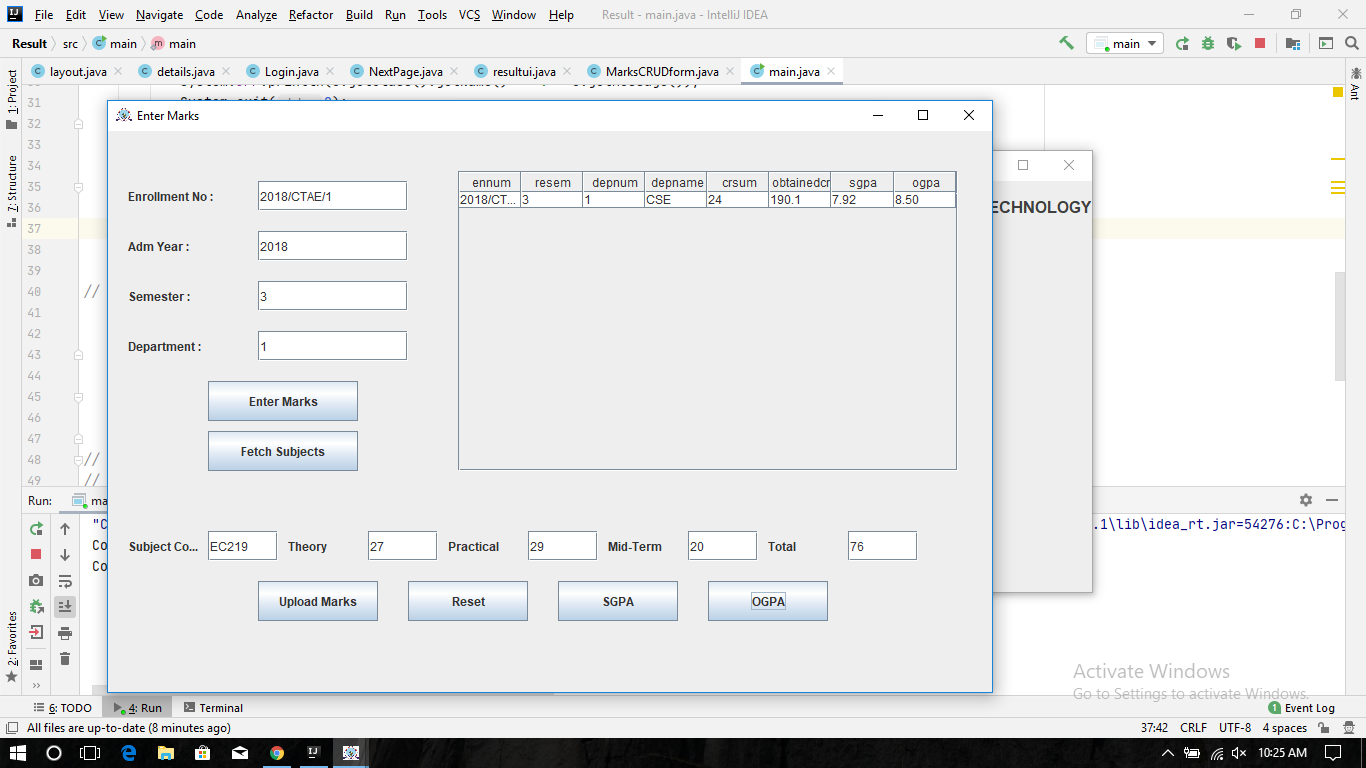 File Edit View Navigate Code Analyze Refactor Build Run Tools VCS Window Help Result - main.java - IntelliJ IDEA
Result src main main main
layout.java details.java Login.java NextPage.java resultui.java MarksCRUDform.java main.java
1: Project
7: Structure
2: Favorites
Ant
31
32
33
34
35
36
37
38
39
40 //
41
42
43
44
45
46
47
48 //
49 //
Enter Marks
ECHNOLOGY
Enrollment No : 2018/CTAE/1
Adm Year : 2018
Semester : 3
Department : 1
Enter Marks
Fetch Subjects
ennum resem depnum depname crsum obtainedcr sgpa ogpa
2018/CT... 3 1 CSE 24 190.1 7.92 8.50
Subject Co... EC219 Theory 27 Practical 29 Mid-Term 20 Total 76
Upload Marks Reset SGPA OGPA
Run: ma
"C .1\lib\idea_rt.jar=54276:C:\Prog
Co
Co
Activate Windows
Go to Settings to activate Windows.
6: TODO 4: Run Terminal 1 Event Log
All files are up-to-date (8 minutes ago) 37:42 CRLF UTF-8 4 spaces
10:25 AM